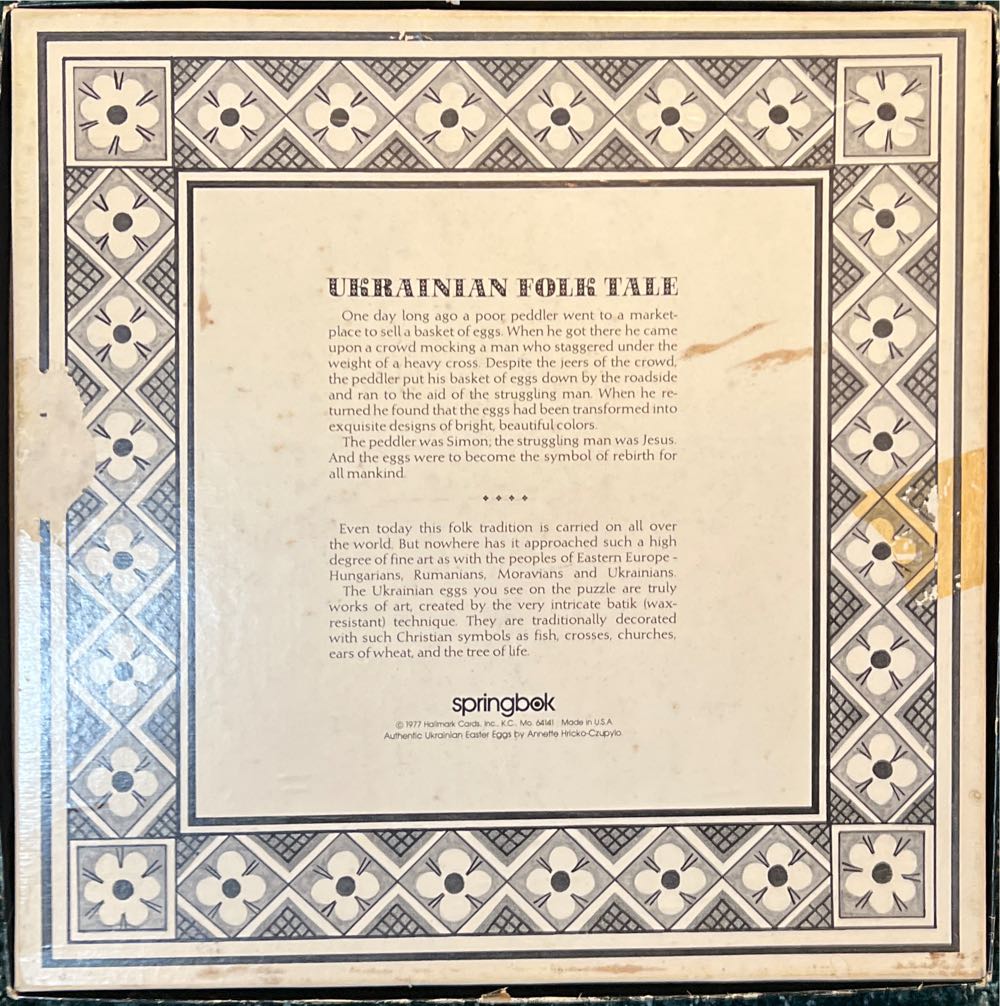 UKRAINIAN FOLK TALE
One day long ago a poor peddler went to a market-
place to sell a basket of eggs. When he got there he came
upon a crowd mocking a man who staggered under the
weight of a heavy cross. Despite the jeers of the crowd,
the peddler put his basket of eggs down by the roadside
and ran to the aid of the struggling man. When he re-
turned he found that the eggs had been transformed into
exquisite designs of bright, beautiful colors.
The peddler was Simon; the struggling man was Jesus.
And the eggs were to become the symbol of rebirth for
all mankind.
Even today this folk tradition is carried on all over
the world. But nowhere has it approached such a high
degree of fine art as with the peoples of Eastern Europe -
Hungarians, Rumanians, Moravians and Ukrainians.
The Ukrainian eggs you see on the puzzle are truly
works of art, created by the very intricate batik (wax-
resistant) technique. They are traditionally decorated
with such Christian symbols as fish, crosses, churches,
ears of wheat, and the tree of life.
springbok
© 1977 Hallmark Cards, Inc., K.C., Mo. 64141 Made in U.S.A.
Authentic Ukrainian Easter Eggs by Annette Hricko-Czupylo.